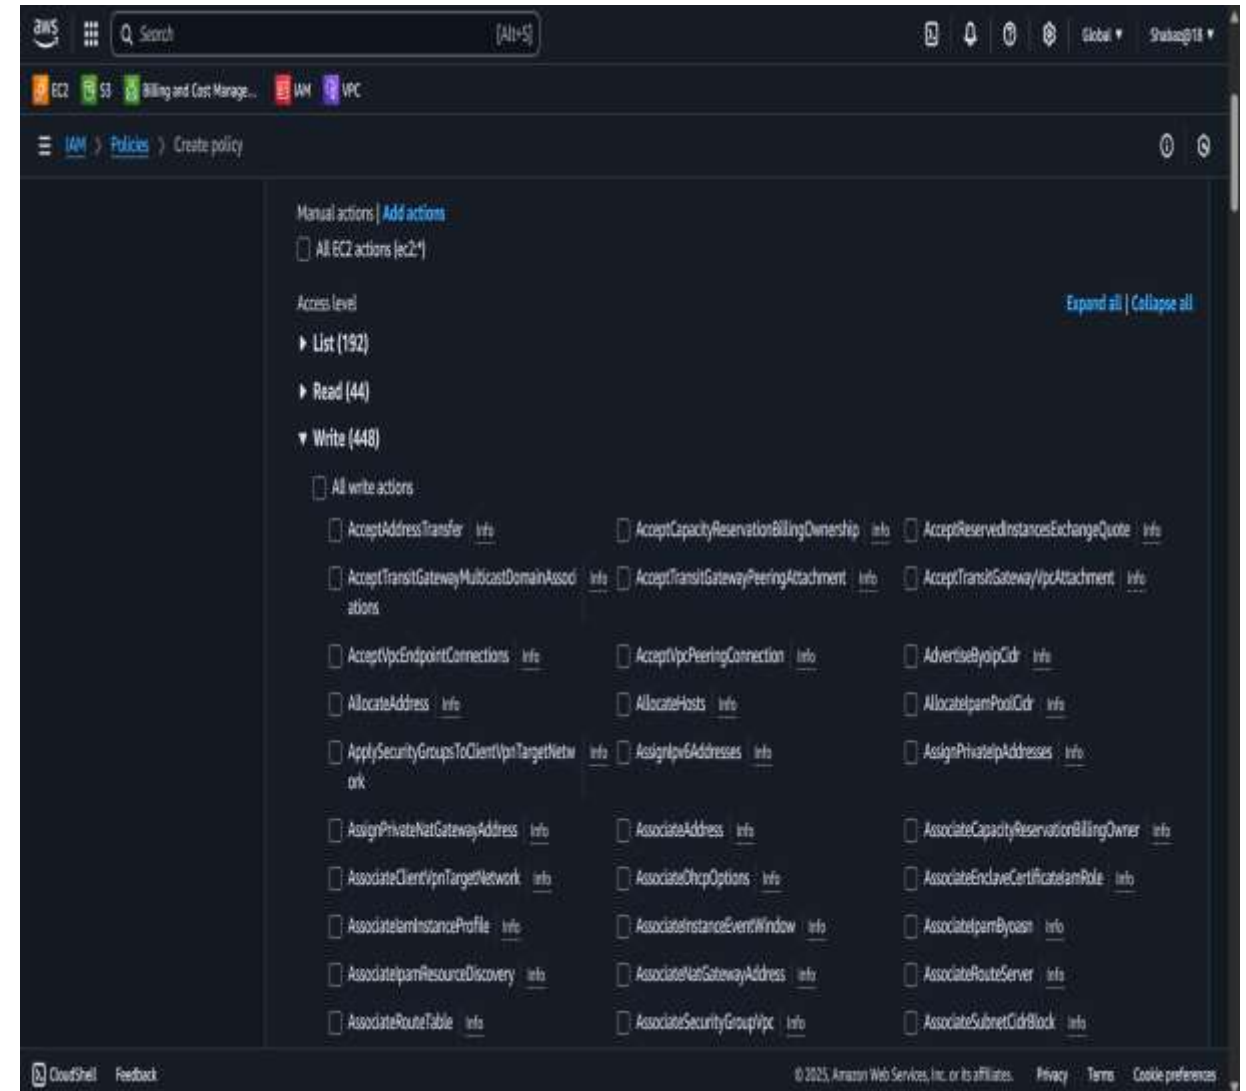 aws
Search [Alt+S] Global ▼ Shabaz@18 ▼
EC2 S3 Billing and Cost Manage... IAM VPC
IAM > Policies > Create policy
Manual actions | Add actions
All EC2 actions (ec2:*)
Access level Expand all | Collapse all
▶ List (192)
▶ Read (44)
▼ Write (448)
All write actions
AcceptAddressTransfer Info AcceptCapacityReservationBillingOwnership Info AcceptReservedInstancesExchangeQuote Info
AcceptTransitGatewayMulticastDomainAssoci Info AcceptTransitGatewayPeeringAttachment Info AcceptTransitGatewayVpcAttachment Info
ations
AcceptVpcEndpointConnections Info AcceptVpcPeeringConnection Info AdvertiseByoipCidr Info
AllocateAddress Info AllocateHosts Info AllocateIpamPoolCidr Info
ApplySecurityGroupsToClientVpnTargetNetw Info AssignIpv6Addresses Info AssignPrivateIpAddresses Info
ork
AssignPrivateNatGatewayAddress Info AssociateAddress Info AssociateCapacityReservationBillingOwner Info
AssociateClientVpnTargetNetwork Info AssociateDhcpOptions Info AssociateEnclaveCertificateIamRole Info
AssociateIamInstanceProfile Info AssociateInstanceEventWindow Info AssociateIpamByoasn Info
AssociateIpamResourceDiscovery Info AssociateNatGatewayAddress Info AssociateRouteServer Info
AssociateRouteTable Info AssociateSecurityGroupVpc Info AssociateSubnetCidrBlock Info
CloudShell Feedback © 2025, Amazon Web Services, Inc. or its affiliates. Privacy Terms Cookie preferences